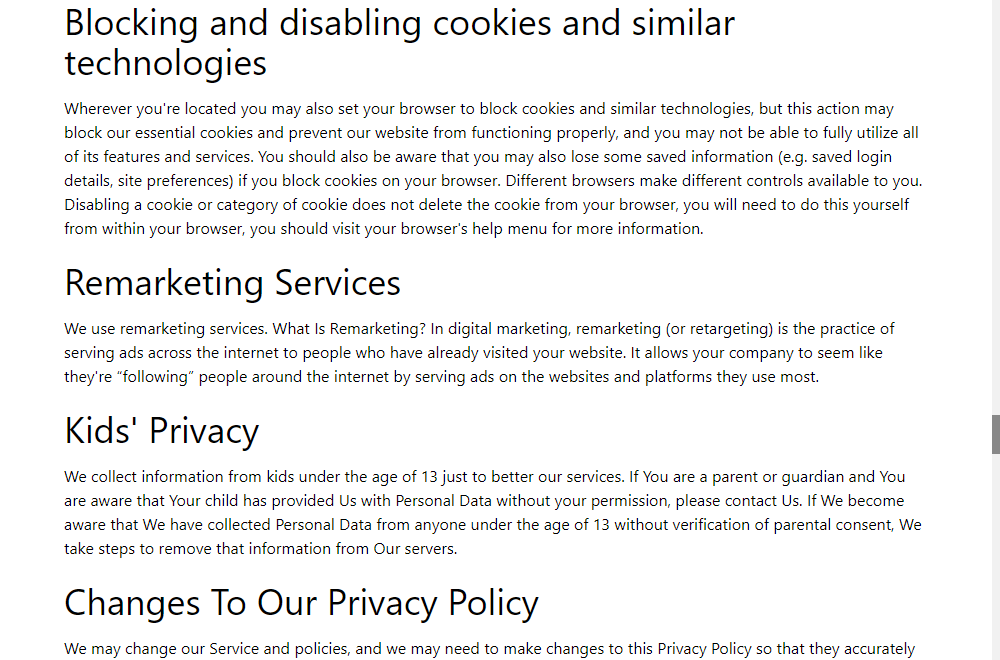 Blocking and disabling cookies and similar
technologies
Wherever you're located you may also set your browser to block cookies and similar technologies, but this action may
block our essential cookies and prevent our website from functioning properly, and you may not be able to fully utilize all
of its features and services. You should also be aware that you may also lose some saved information (e.g. saved login
details, site preferences) if you block cookies on your browser. Different browsers make different controls available to you.
Disabling a cookie or category of cookie does not delete the cookie from your browser, you will need to do this yourself
from within your browser, you should visit your browser's help menu for more information.
Remarketing Services
We use remarketing services. What Is Remarketing? In digital marketing, remarketing (or retargeting) is the practice of
serving ads across the internet to people who have already visited your website. It allows your company to seem like
they're “following” people around the internet by serving ads on the websites and platforms they use most.
Kids' Privacy
We collect information from kids under the age of 13 just to better our services. If You are a parent or guardian and You
are aware that Your child has provided Us with Personal Data without your permission, please contact Us. If We become
aware that We have collected Personal Data from anyone under the age of 13 without verification of parental consent, We
take steps to remove that information from Our servers.
Changes To Our Privacy Policy
We may change our Service and policies, and we may need to make changes to this Privacy Policy so that they accurately